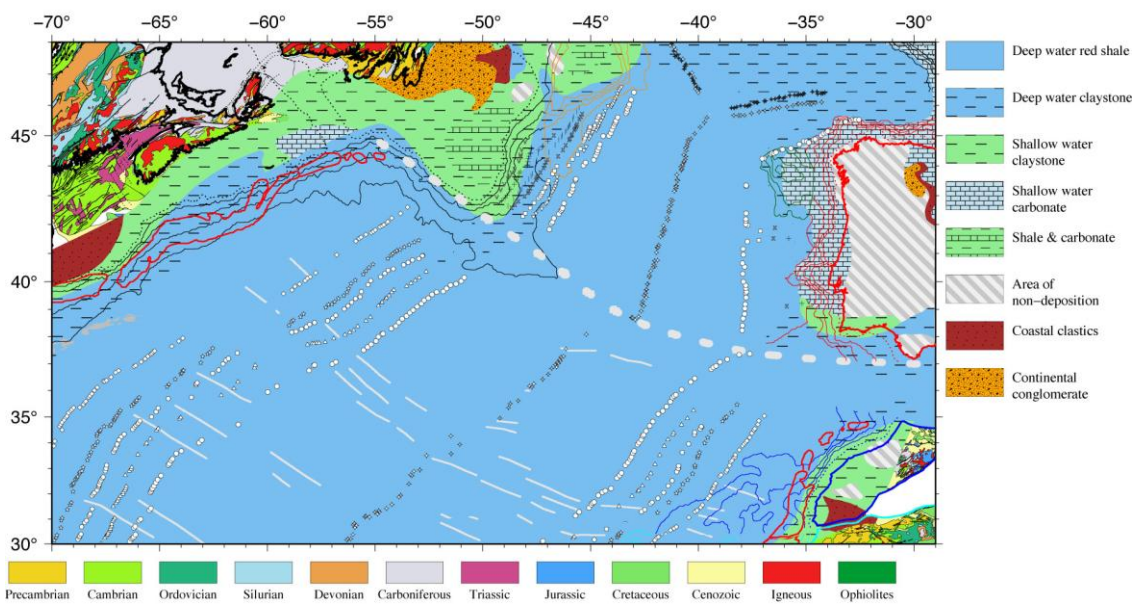 −70 −65 −60 −55 −50 −45 −40 −35 −30
45°
40°
35°
30°
Deep water red shale
Deep water claystone
Shallow water
claystone
Shallow water
carbonate
Shale & carbonate
Area of
non-deposition
Coastal clastics
Continental
conglomerate
Precambrian Cambrian Ordovician Silurian Devonian Carboniferous Triassic Jurassic Cretaceous Cenozoic Igneous Ophiolites